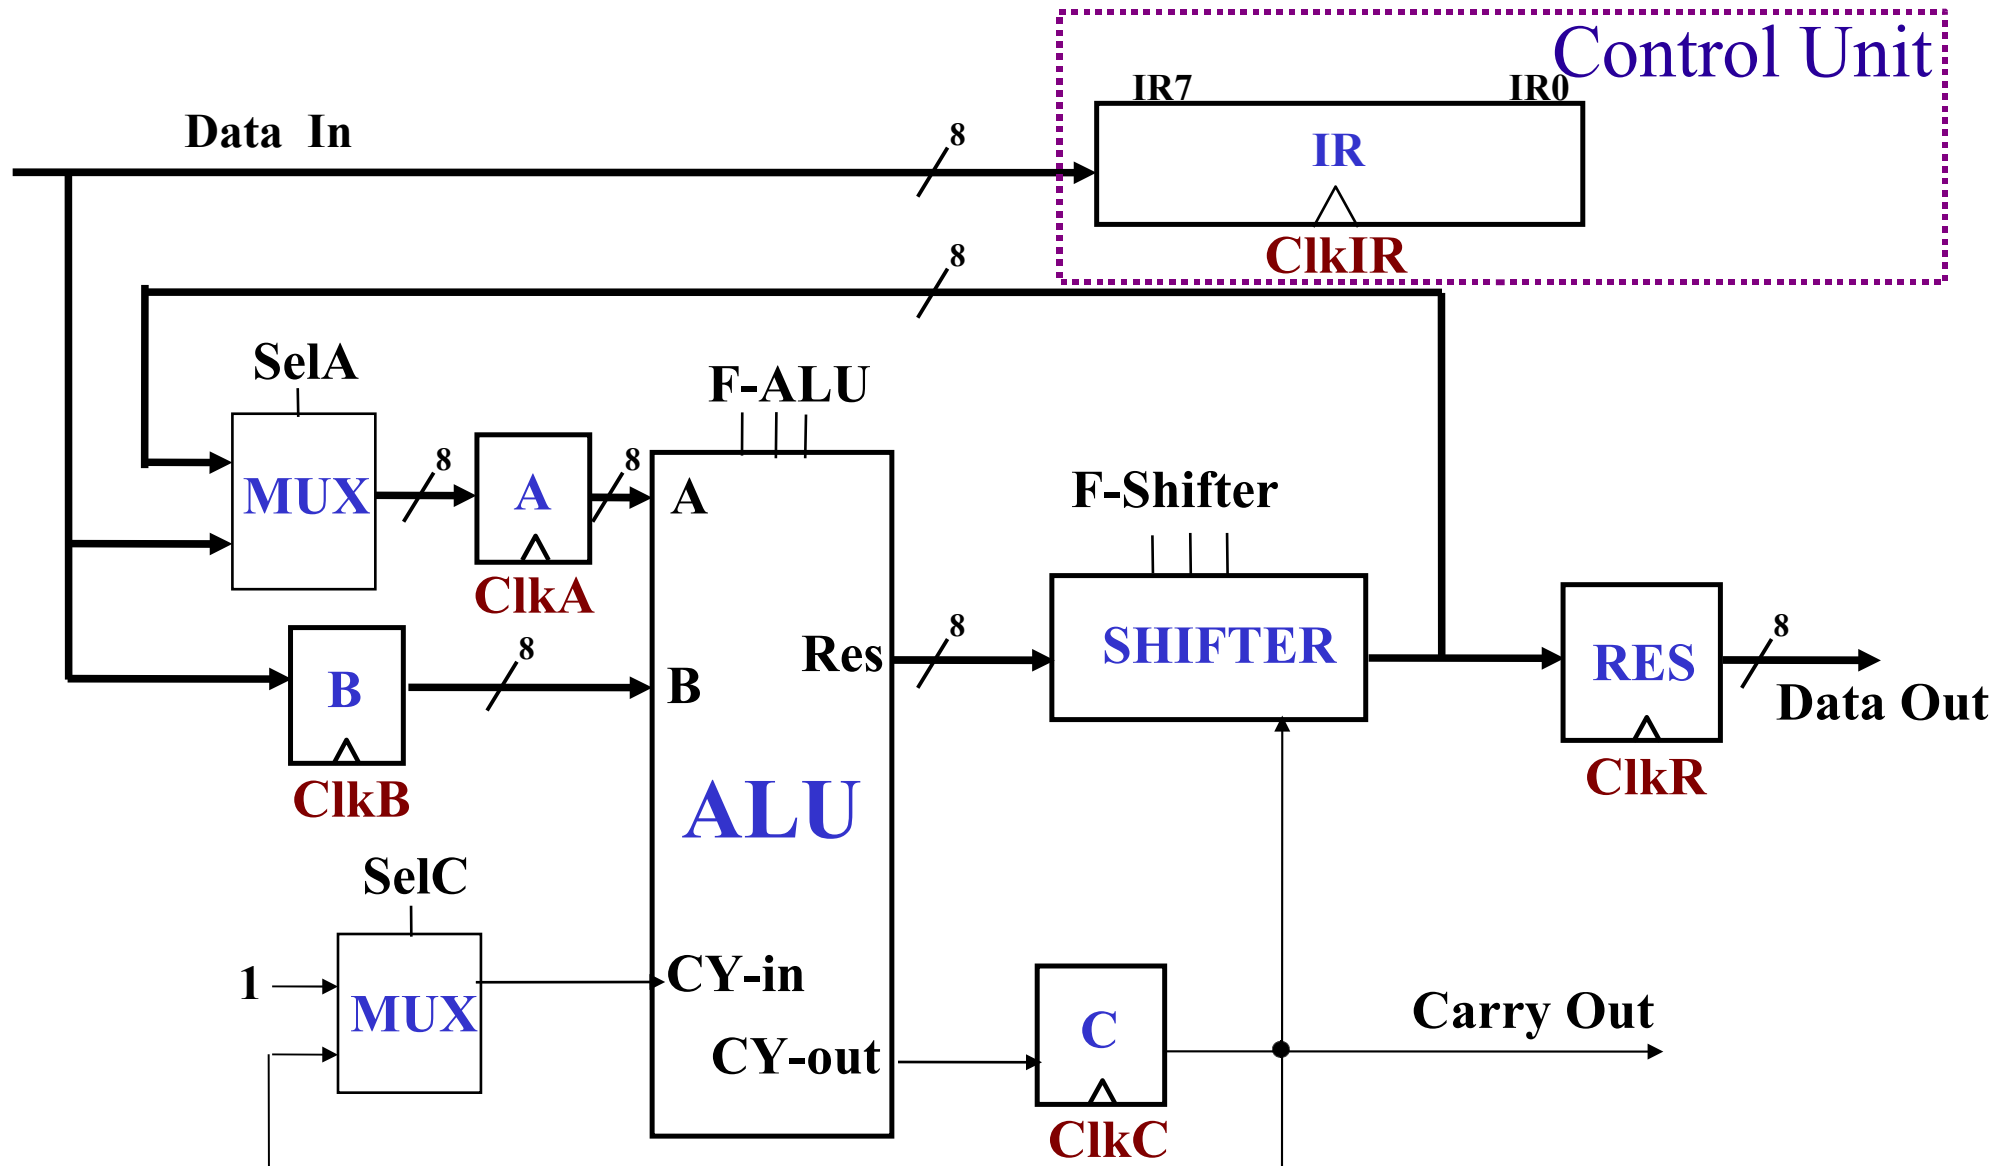 Control Unit
IR7 IR0
Data In
8
IR
ClkIR
8
SelA
F-ALU
8
8
MUX
A
A
F-Shifter
ClkA
8
Res
8
SHIFTER
8
B
B
RES
Data Out
ClkB
ALU
ClkR
SelC
1
MUX
CY-in
C
Carry Out
CY-out
ClkC